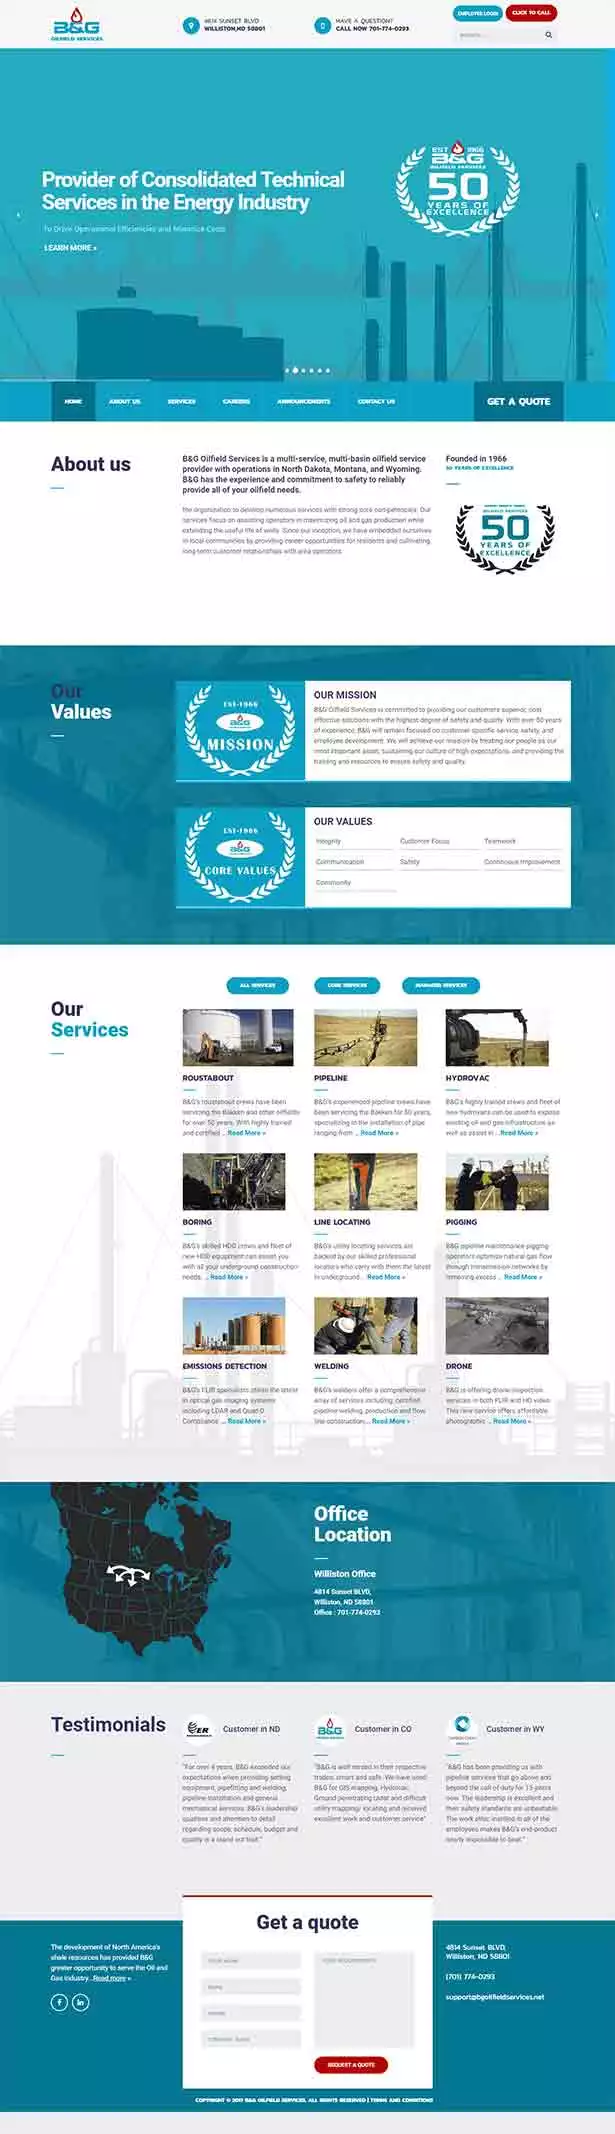 B&G
OILFIELD SERVICES
4814 SUNSET BLVD
WILLISTON,ND 58801
HAVE A QUESTION?
CALL NOW 701-774-0293
EMPLOYEE LOGIN
CLICK TO CALL
Provider of Consolidated Technical
Services in the Energy Industry
To Drive Operational Efficiencies and Minimize Costs
LEARN MORE »
EST 1966
B&G
OILFIELD SERVICES
50
YEARS OF
EXCELLENCE
HOME
ABOUT US
SERVICES
CAREERS
ANNOUNCEMENTS
CONTACT US
GET A QUOTE
About us
B&G Oilfield Services is a multi-service, multi-basin oilfield service
provider with operations in North Dakota, Montana, and Wyoming.
B&G has the experience and commitment to safety to reliably
provide all of your oilfield needs.
the organization to develop numerous services with strong core competencies. Our
services focus on assisting operators in maximizing oil and gas production while
extending the useful life of wells. Since our inception, we have embedded ourselves
in local communities by providing career opportunities for residents and cultivating
long-term customer relationships with area operators.
Founded in 1966
50 YEARS OF EXCELLENCE
OILFIELD SERVICES
50
YEARS OF
EXCELLENCE
Our
Values
EST-1966
B&G
MISSION
OUR MISSION
B&G Oilfield Services is committed to providing our customers superior, cost
effective solutions with the highest degree of safety and quality. With over 50 years
of experience, B&G will remain focused on customer-specific service, safety, and
employee development. We will achieve our mission by treating our people as our
most important asset, sustaining our culture of high expectations, and providing the
training and resources to ensure safety and quality.
EST-1966
B&G
CORE VALUES
OUR VALUES
Integrity
Customer Focus
Teamwork
Communication
Safety
Continuous Improvement
Community
ALL SERVICES
CORE SERVICES
MANAGED SERVICES
Our
Services
ROUSTABOUT
B&G's roustabout crews have been
servicing the Bakken and other oilfields
for over 50 years. With highly trained
and certified ... Read More »
PIPELINE
B&G's experienced pipeline crews have
been servicing the Bakken for 50 years,
specializing in the installation of pipe
ranging from ... Read More »
HYDROVAC
B&G's highly trained crews and fleet of
new hydrovacs can be used to expose
existing oil and gas infrastructure as
well as assist in ... Read More »
BORING
B&G's skilled HDD crews and fleet of
new HDD equipment can assist you
with all your underground construction
needs. ... Read More »
LINE LOCATING
B&G's utility locating services are
backed by our skilled professional
locators who carry with them the latest
in underground... Read More »
PIGGING
B&G pipeline maintenance pigging
operators optimize natural gas flow
through transmission networks by
removing excess ... Read More »
EMISSIONS DETECTION
B&G's FLIR specialists utilize the latest
in optical gas imaging systems
including LDAR and Quad O
Compliance. ... Read More »
WELDING
B&G's welders offer a comprehensive
array of services including; certified
pipeline welding, production and flow
line construction... Read More »
DRONE
B&G is offering drone inspection
services in both FLIR and HD video.
This new service offers affordable
photographic ... Read More »
Office
Location
Williston Office
4814 Sunset BLVD,
Williston, ND 58801
Office : 701-774-0293
Testimonials
Customer in ND
"For over 4 years, B&G exceeded our
expectations when providing setting
equipment, pipefitting and welding,
pipeline installation and general
mechanical services. B&G's leadership
qualities and attention to detail
regarding scope, schedule, budget and
quality is a stand out trait."
B&G
Customer in CO
"B&G is well versed in their respective
trades, smart and safe. We have used
B&G for GIS mapping, Hydovac,
Ground penetrating radar and difficult
utility mapping/ locating and received
excellent work and customer service"
Customer in WY
"B&G has been providing us with
pipeline services that go above and
beyond the call of duty for 15 years
now. The leadership is excellent and
their safety standards are unbeatable.
The work ethic instilled in all of the
employees makes B&G's end-product
nearly impossible to beat."
The development of North America's
shale resources has provided B&G
greater opportunity to serve the Oil and
Gas Industry...Read more »
Get a quote
REQUEST A QUOTE
4814 Sunset BLVD,
Williston, ND 58801
(701) 774-0293
support@bgoilfieldservices.net
COPYRIGHT © 2017 B&G OILFIELD SERVICES, ALL RIGHTS RESERVED | TERMS AND CONDITIONS